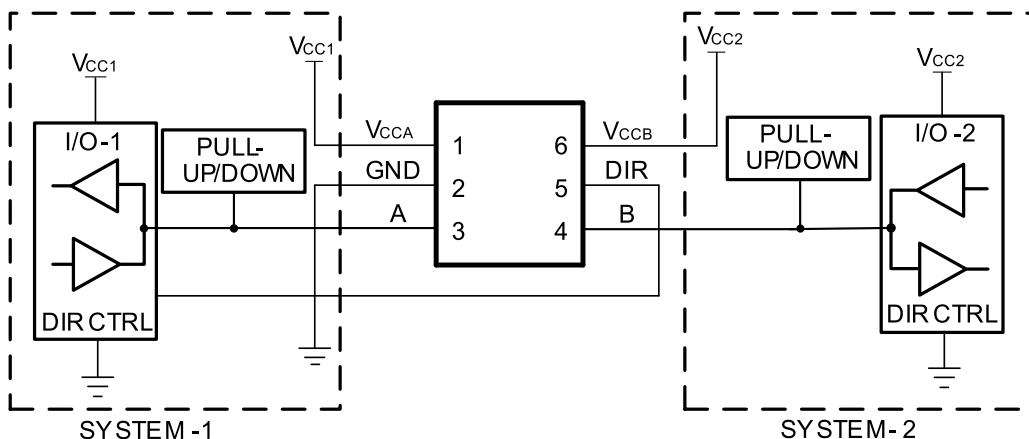 VCC1
VCC1
I/O-1
PULL-
UP/DOWN
DIR CTRL
SYSTEM-1
VCCA
GND
A
1
2
3
6
5
4
VCCB
DIR
B
VCC2
VCC2
PULL-
UP/DOWN
I/O-2
DIR CTRL
SYSTEM-2